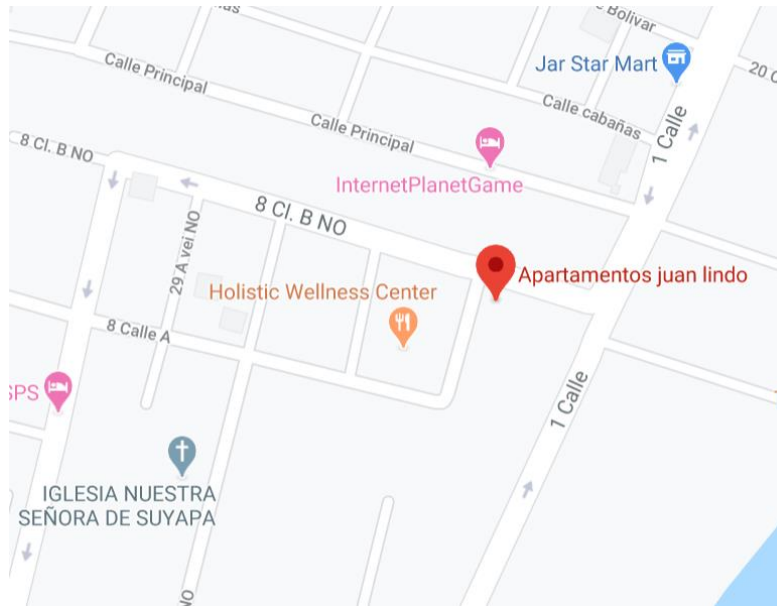 Bolivar
Jar Star Mart
20 C
Calle Principal
Calle cabañas
1 Calle
Calle Principal
8 Cl. B NO
InternetPlanetGame
8 Cl. B NO
29 A.vei NO
Apartamentos juan lindo
Holistic Wellness Center
8 Calle A
SPS
1 Calle
IGLESIA NUESTRA
SEÑORA DE SUYAPA
NO